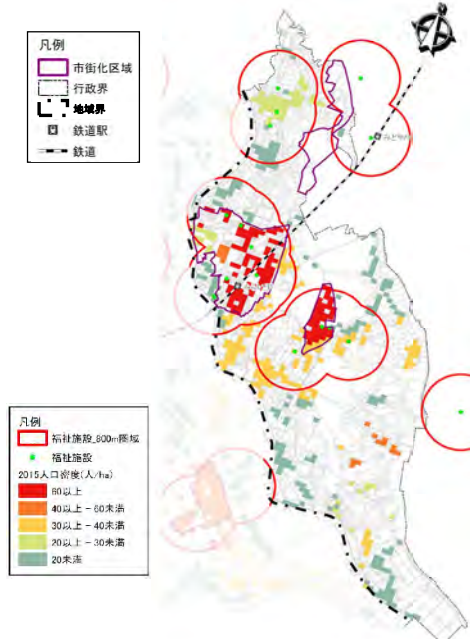 凡例
市街化区域
行政界
地域界
鉄道駅
鉄道
凡例
福祉施設_800m圏域
福祉施設
2015人口密度(人/ha)
60以上
40以上 - 60未満
30以上 - 40未満
20以上 - 30未満
20未満